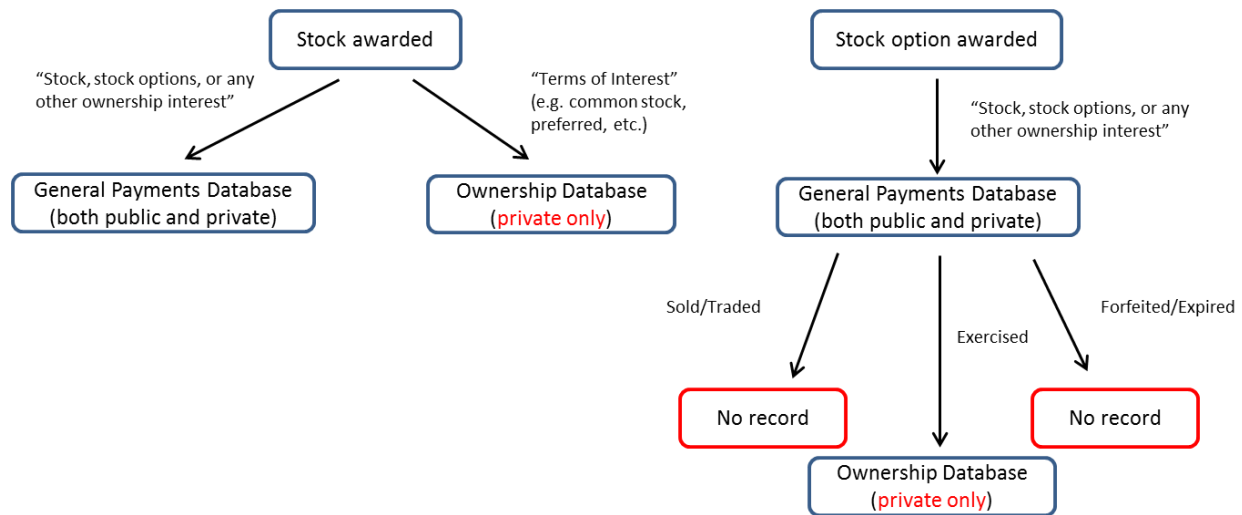 Stock awarded
“Stock, stock options, or any
other ownership interest”
“Terms of Interest”
(e.g. common stock,
preferred, etc.)
General Payments Database
(both public and private)
Ownership Database
(private only)
Stock option awarded
“Stock, stock options, or any
other ownership interest”
General Payments Database
(both public and private)
Sold/Traded
Exercised
Forfeited/Expired
No record
No record
Ownership Database
(private only)